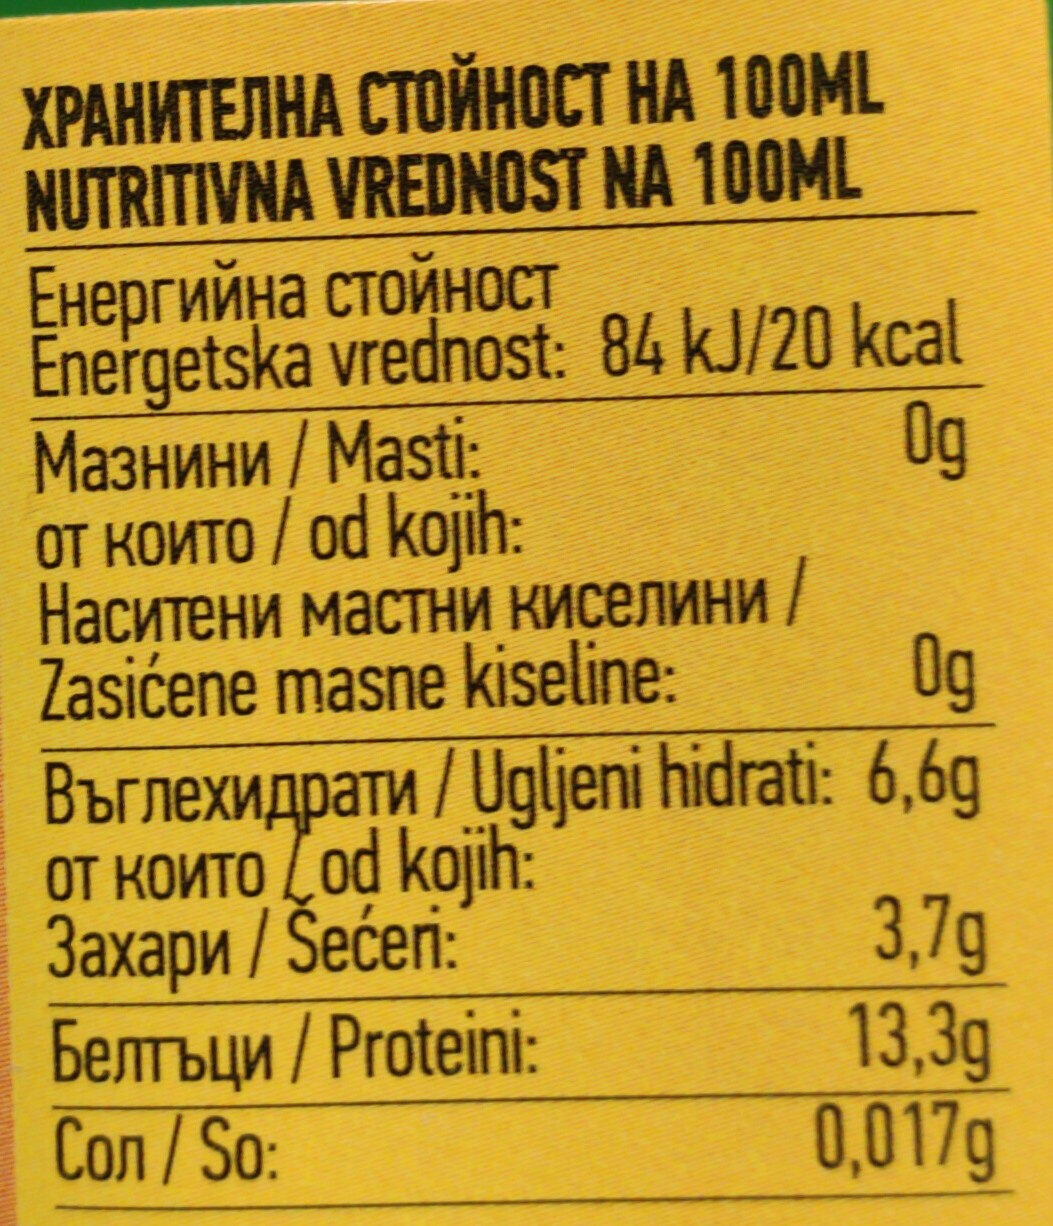 ХРАНИТЕЛНА СТОЙНОСТ НА 100ML
NUTRITIVNA VREDNOST NA 100ML
Енергийна стойност
Energetska vrednost: 84 kJ/20 kcal
Мазнини / Masti: 0g
от които / od kojih:
Наситени мастни киселини /
Zasićene masne kiseline: 0g
Въглехидрати / Ugljeni hidrati: 6,6g
от които / od kojih:
Захари / Šećeri: 3,7g
Белтъци / Proteini: 13,3g
Сол / So: 0,017g